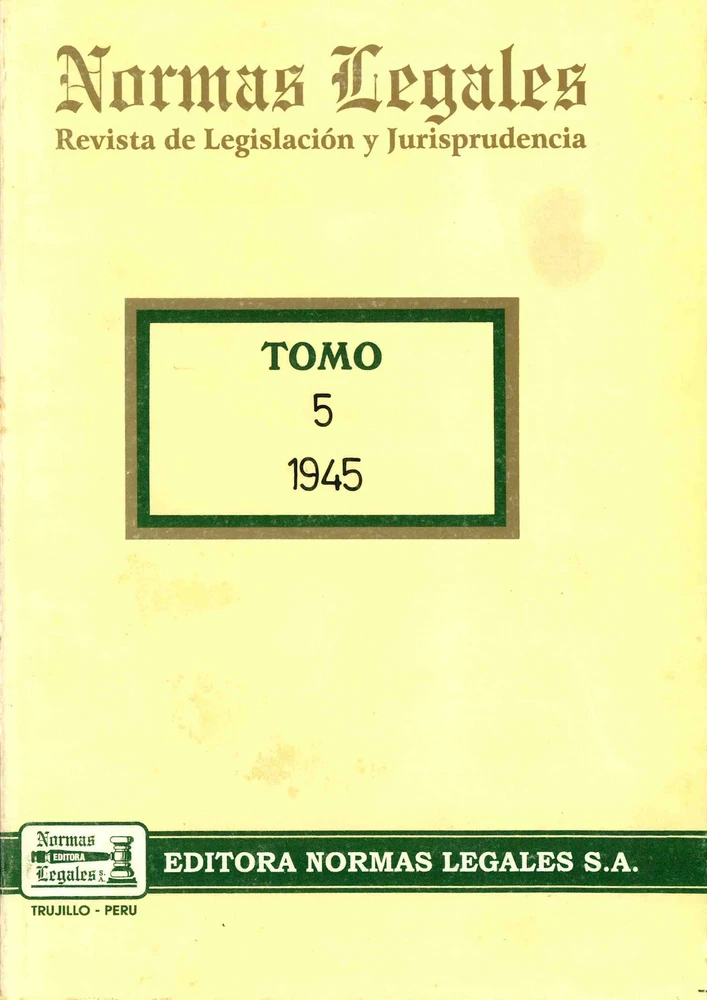 Normas Legales
Revista de Legislación y Jurisprudencia
TOMO
5
1945
Normas
EDITORA
Legales S.A.
EDITORA NORMAS LEGALES S.A.
TRUJILLO - PERU